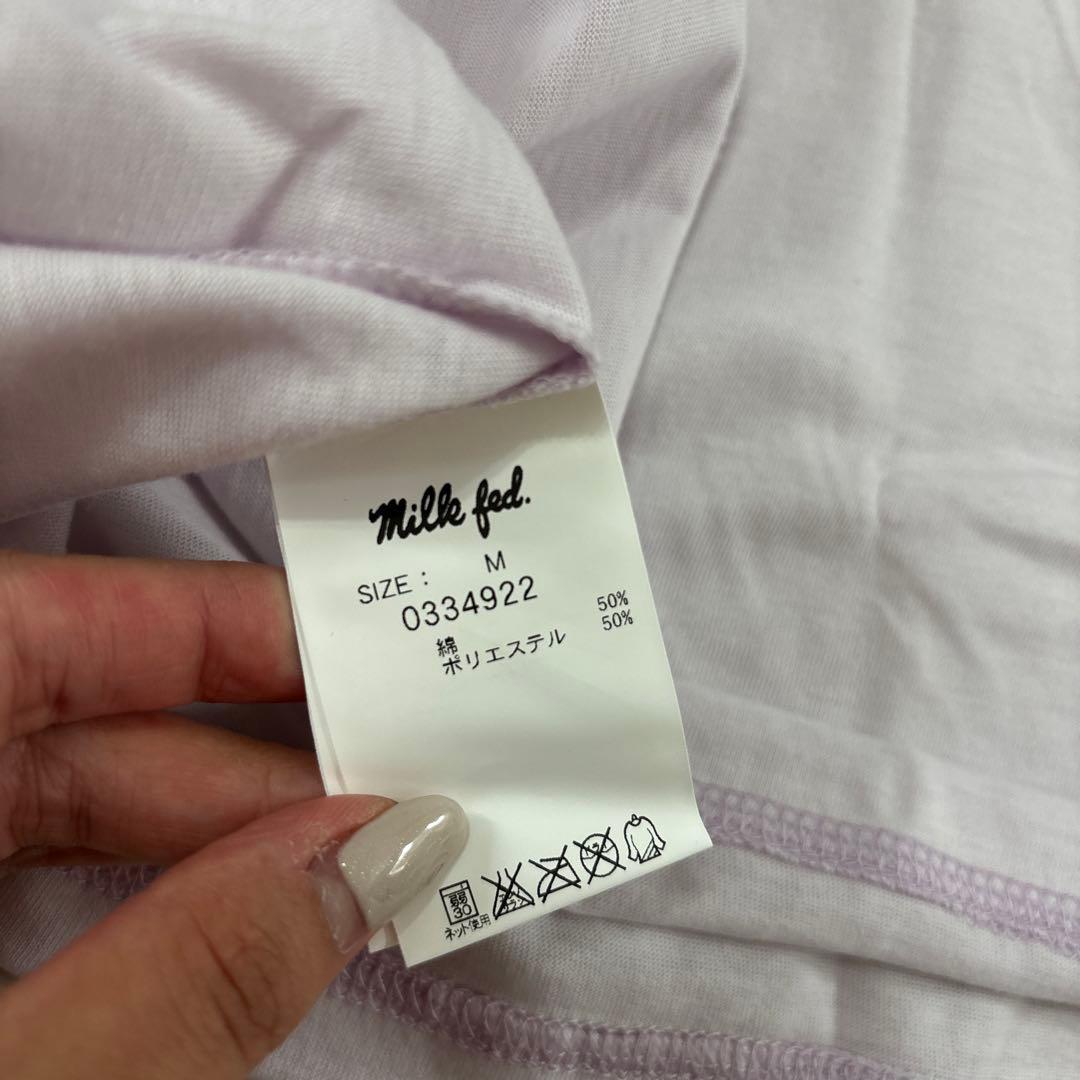 Milk fed.
SIZE : M
0334922
綿 50%
ポリエステル 50%
弱
30
ネット使用